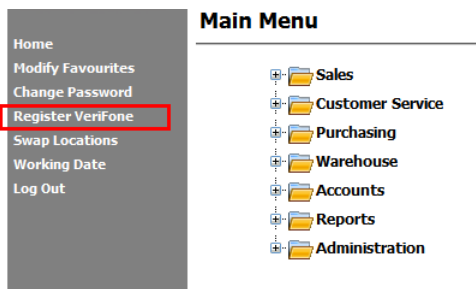 Main Menu
Home
Modify Favourites
Change Password
Register VeriFone
Swap Locations
Working Date
Log Out
Sales
Customer Service
Purchasing
Warehouse
Accounts
Reports
Administration